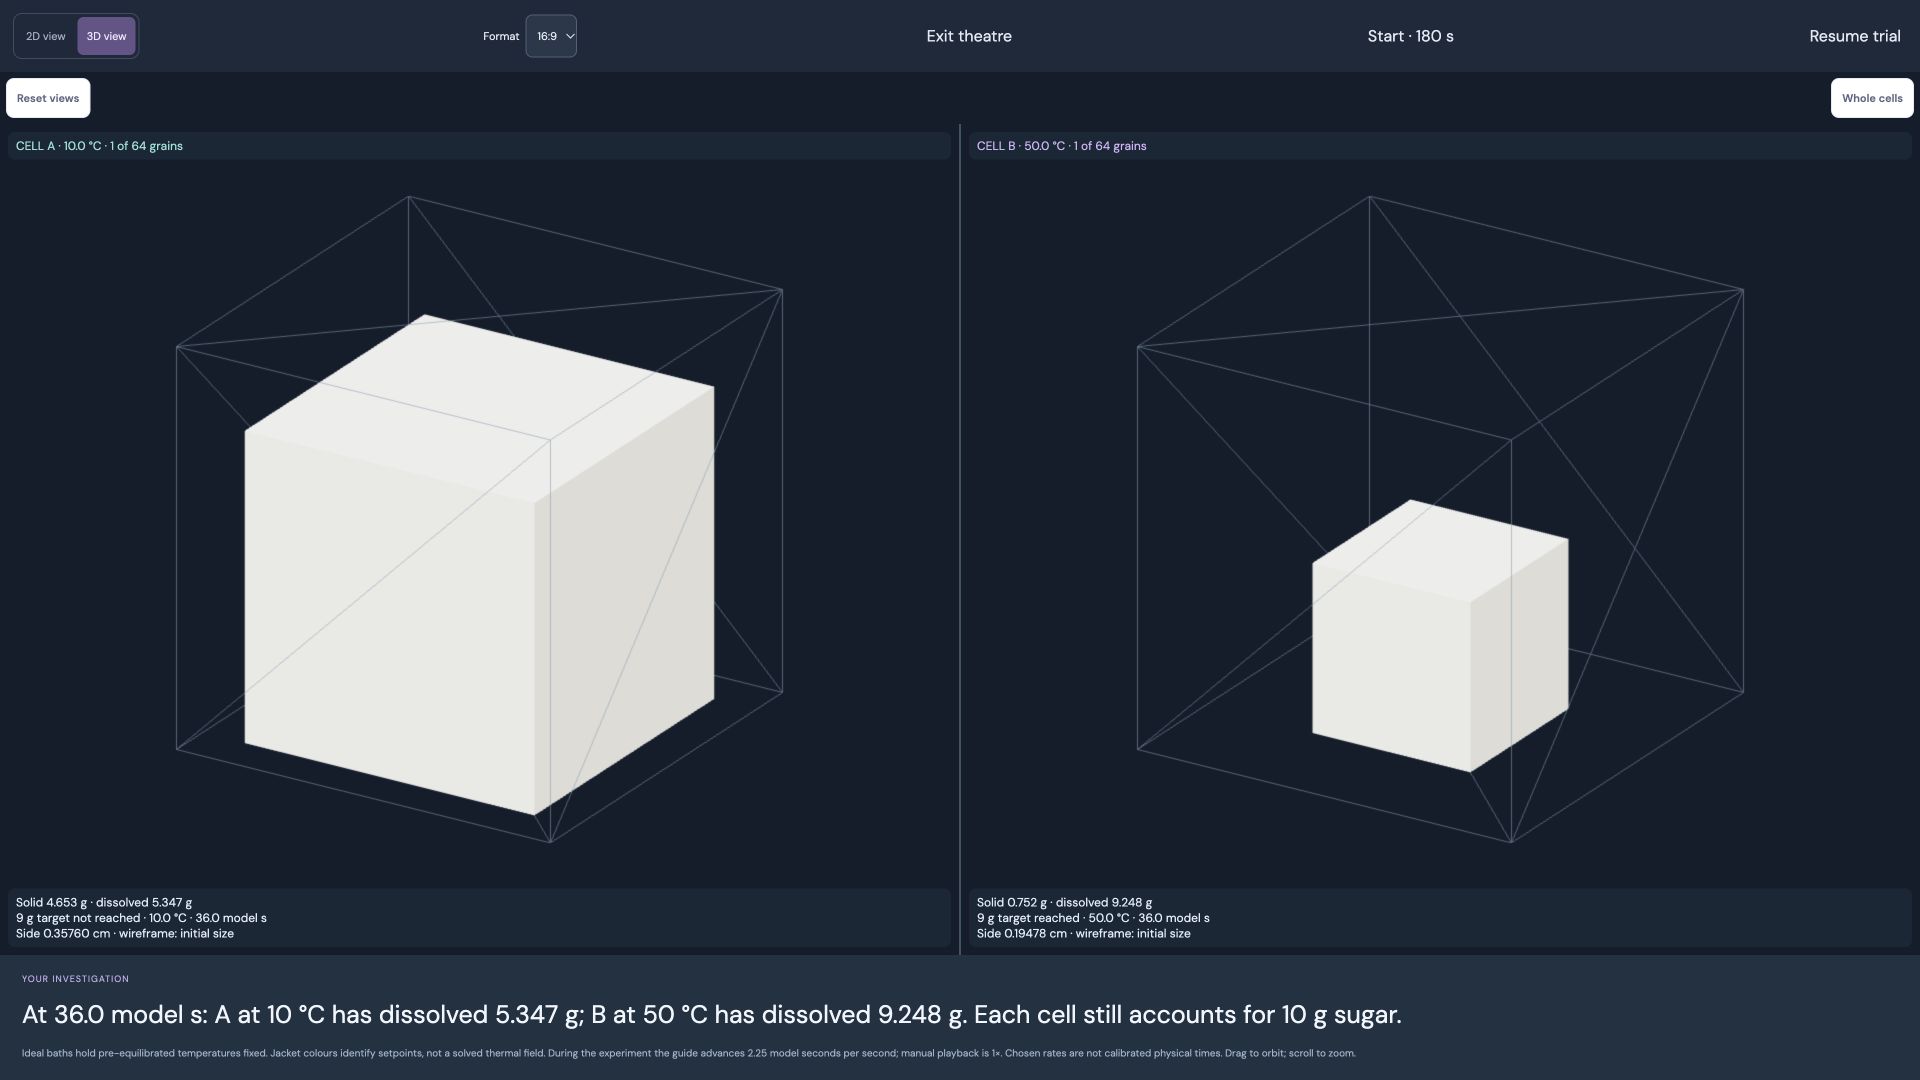 2D view
3D view
Format
16:9
Exit theatre
Start · 180 s
Resume trial
Reset views
Whole cells
CELL A · 10.0 °C · 1 of 64 grains
CELL B · 50.0 °C · 1 of 64 grains
Solid 4.653 g · dissolved 5.347 g
9 g target not reached · 10.0 °C · 36.0 model s
Side 0.35760 cm · wireframe: initial size
Solid 0.752 g · dissolved 9.248 g
9 g target reached · 50.0 °C · 36.0 model s
Side 0.19478 cm · wireframe: initial size
YOUR INVESTIGATION
At 36.0 model s: A at 10 °C has dissolved 5.347 g; B at 50 °C has dissolved 9.248 g. Each cell still accounts for 10 g sugar.
Ideal baths hold pre-equilibrated temperatures fixed. Jacket colours identify setpoints, not a solved thermal field. During the experiment the guide advances 2.25 model seconds per second; manual playback is 1×. Chosen rates are not calibrated physical times. Drag to orbit; scroll to zoom.